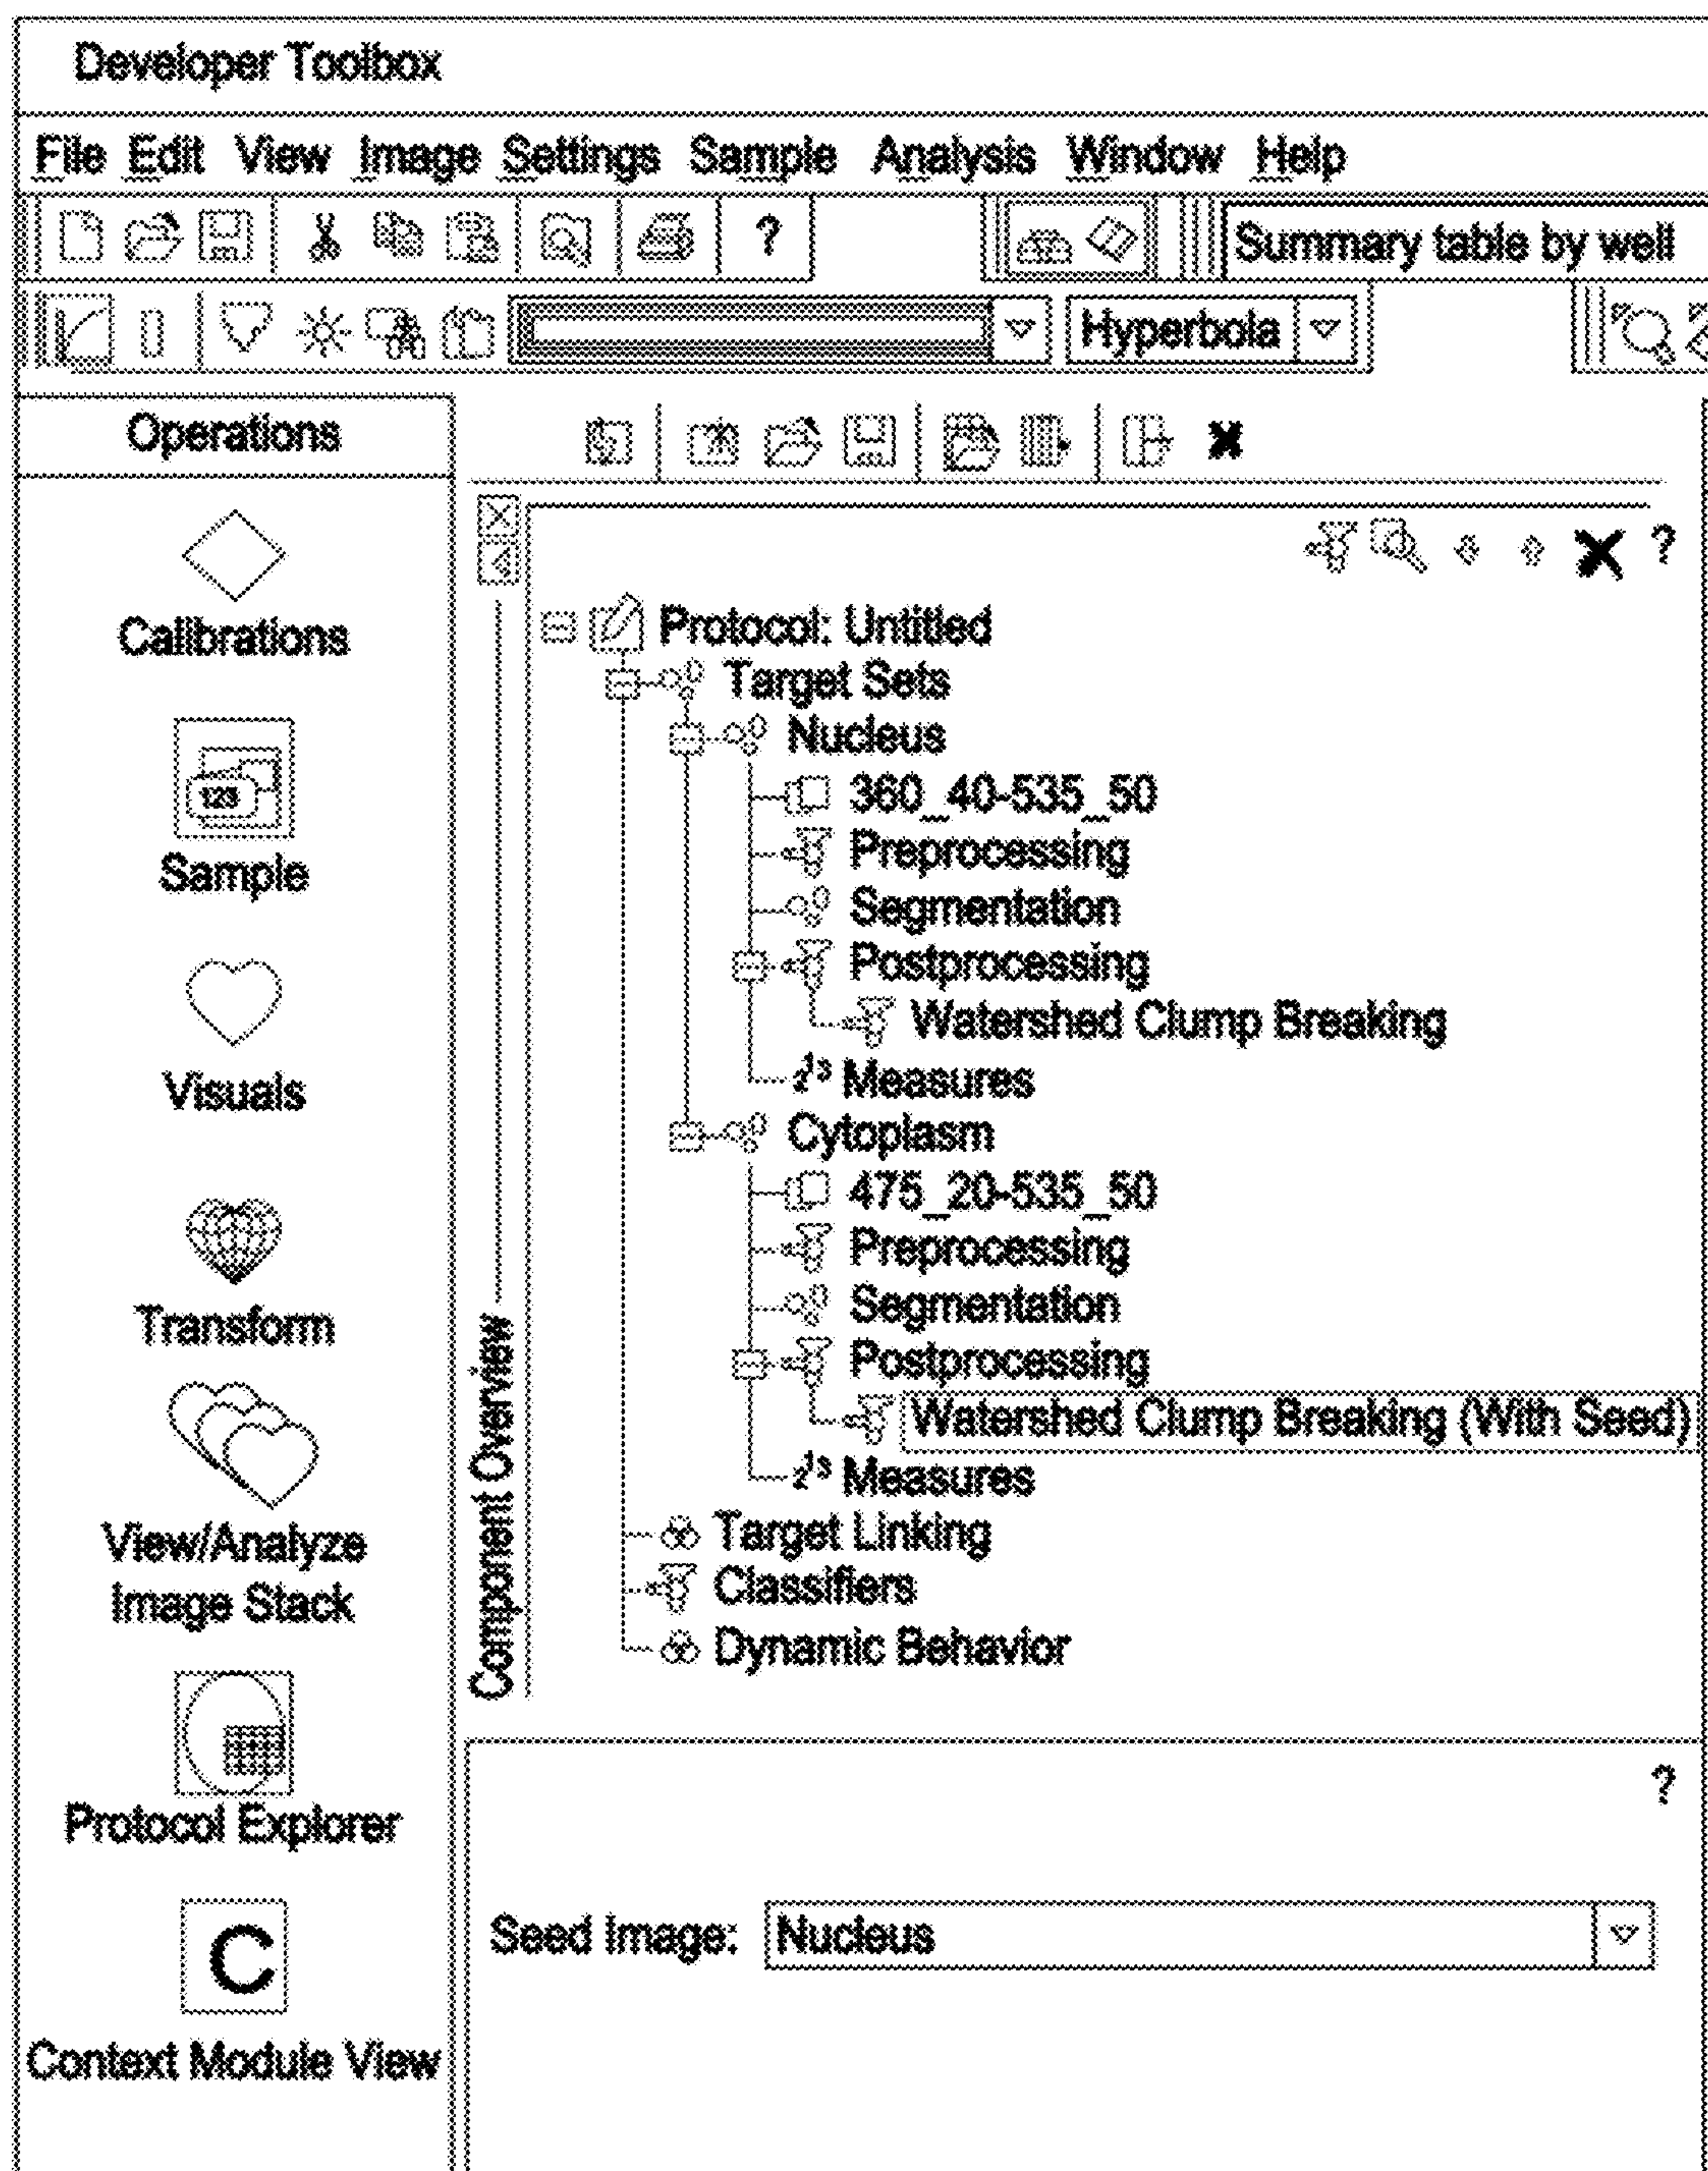 Developer Toolbox
File Edit View Image Settings Sample Analysis Window Help
? Summary table by well
Hyperbola
Operations
Calibrations
123
Sample
Visuals
Transform
View/Analyze
Image Stack
Protocol Explorer
C
Context Module View
Component Overview
?
Protocol: Untitled
Target Sets
Nucleus
360_40-535_50
Preprocessing
Segmentation
Postprocessing
Watershed Clump Breaking
123 Measures
Cytoplasm
475_20-535_50
Preprocessing
Segmentation
Postprocessing
Watershed Clump Breaking (With Seed)
123 Measures
Target Linking
Classifiers
Dynamic Behavior
?
Seed Image: Nucleus